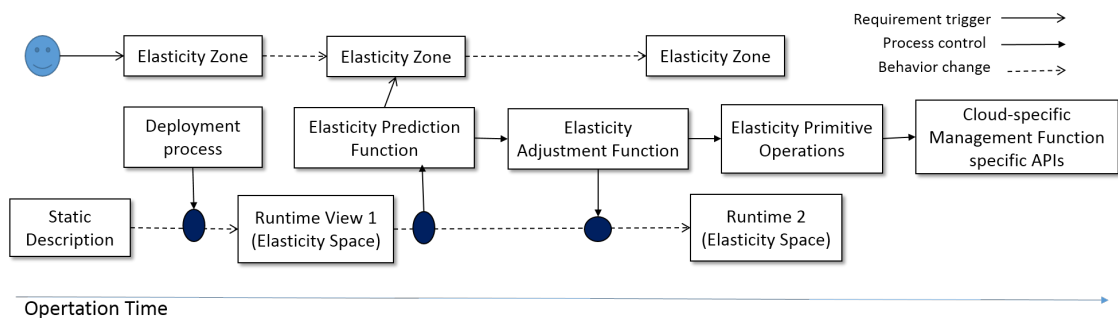 Requirement trigger
Process control
Behavior change
Elasticity Zone
Elasticity Zone
Elasticity Zone
Deployment
process
Elasticity Prediction
Function
Elasticity
Adjustment Function
Elasticity Primitive
Operations
Cloud-specific
Management Function
specific APIs
Static
Description
Runtime View 1
(Elasticity Space)
Runtime 2
(Elasticity Space)
Opertation Time